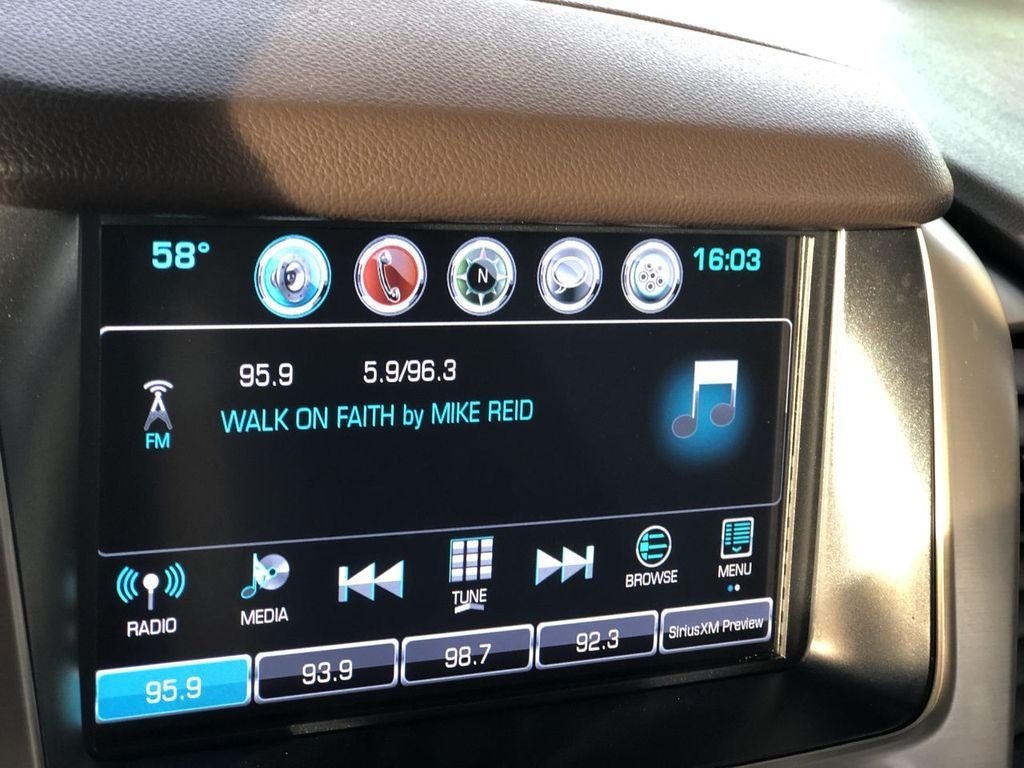 58° N 16:03
95.9 5.9/96.3
WALK ON FAITH by MIKE REID
FM
RADIO MEDIA TUNE BROWSE MENU
95.9 93.9 98.7 92.3 SiriusXM Preview